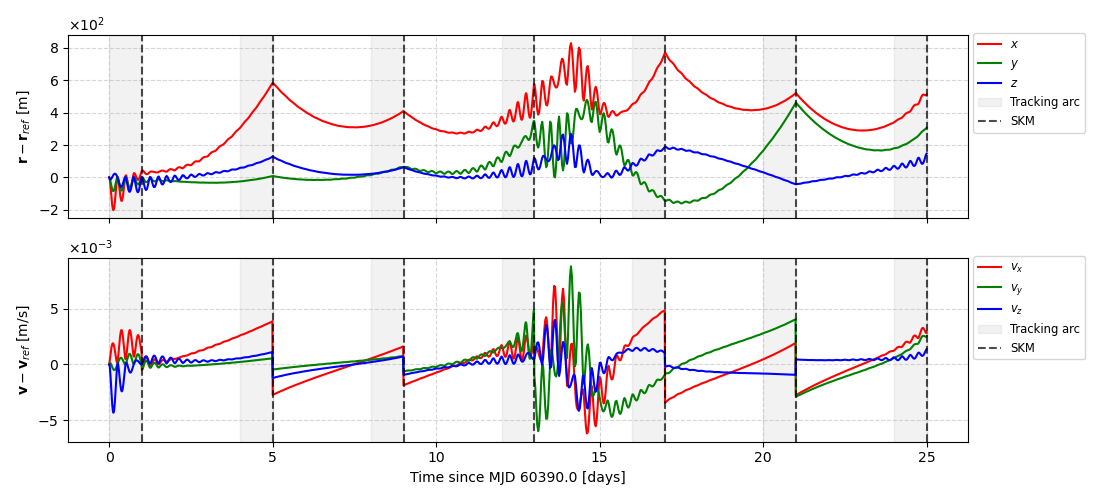 ×10²
8
6
4
2
0
−2
r − r_ref [m]
x
y
z
Tracking arc
SKM
×10⁻³
5
0
−5
v − v_ref [m/s]
v_x
v_y
v_z
Tracking arc
SKM
0 5 10 15 20 25
Time since MJD 60390.0 [days]